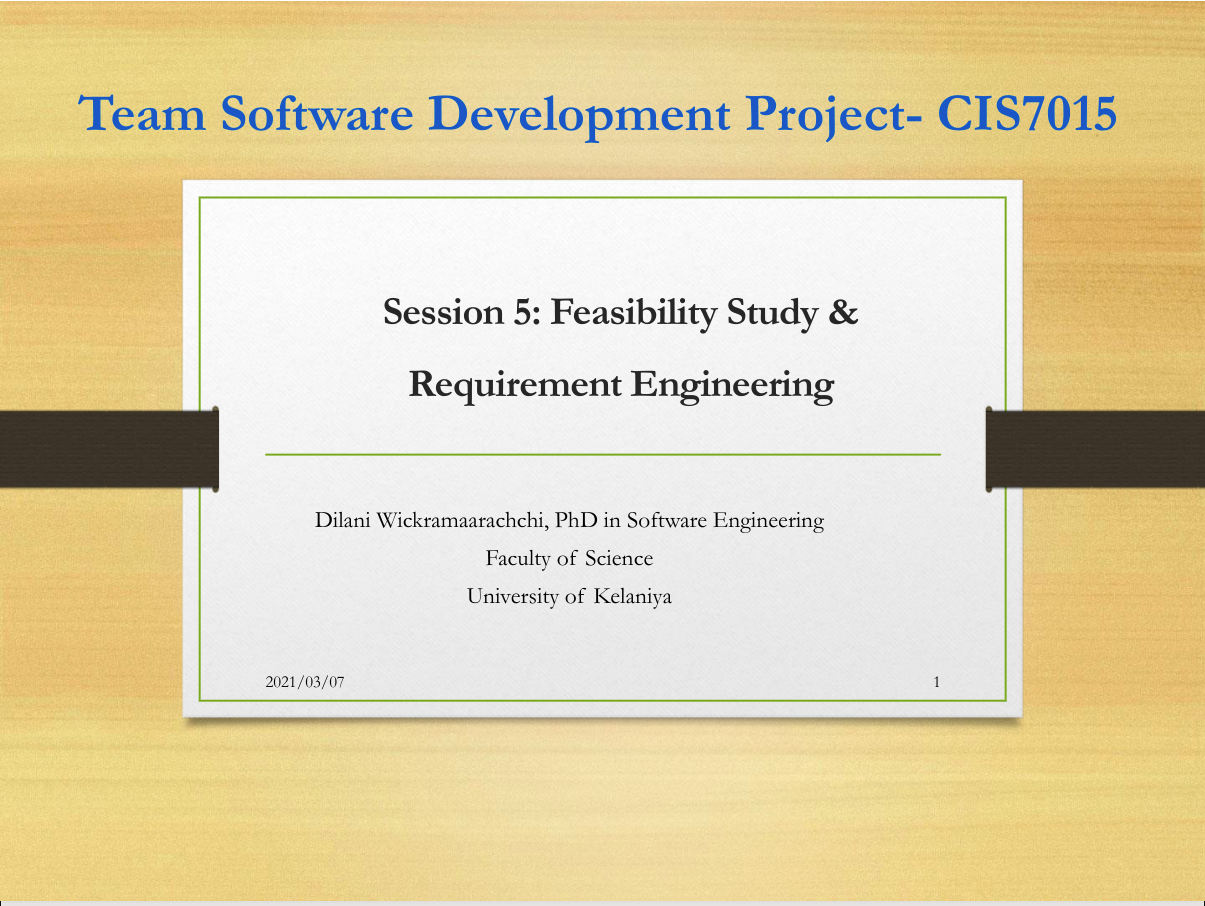 Team Software Development Project- CIS7015
Session 5: Feasibility Study &
Requirement Engineering
Dilani Wickramaarachchi, PhD in Software Engineering
Faculty of Science
University of Kelaniya
2021/03/07
1